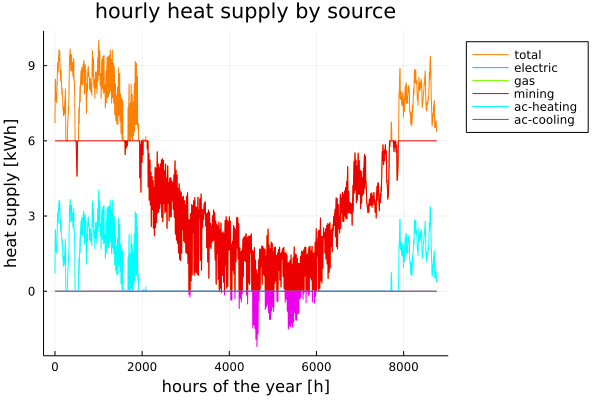 hourly heat supply by source
heat supply [kWh]
9
6
3
0
0
2000
4000
6000
8000
hours of the year [h]
total
electric
gas
mining
ac-heating
ac-cooling